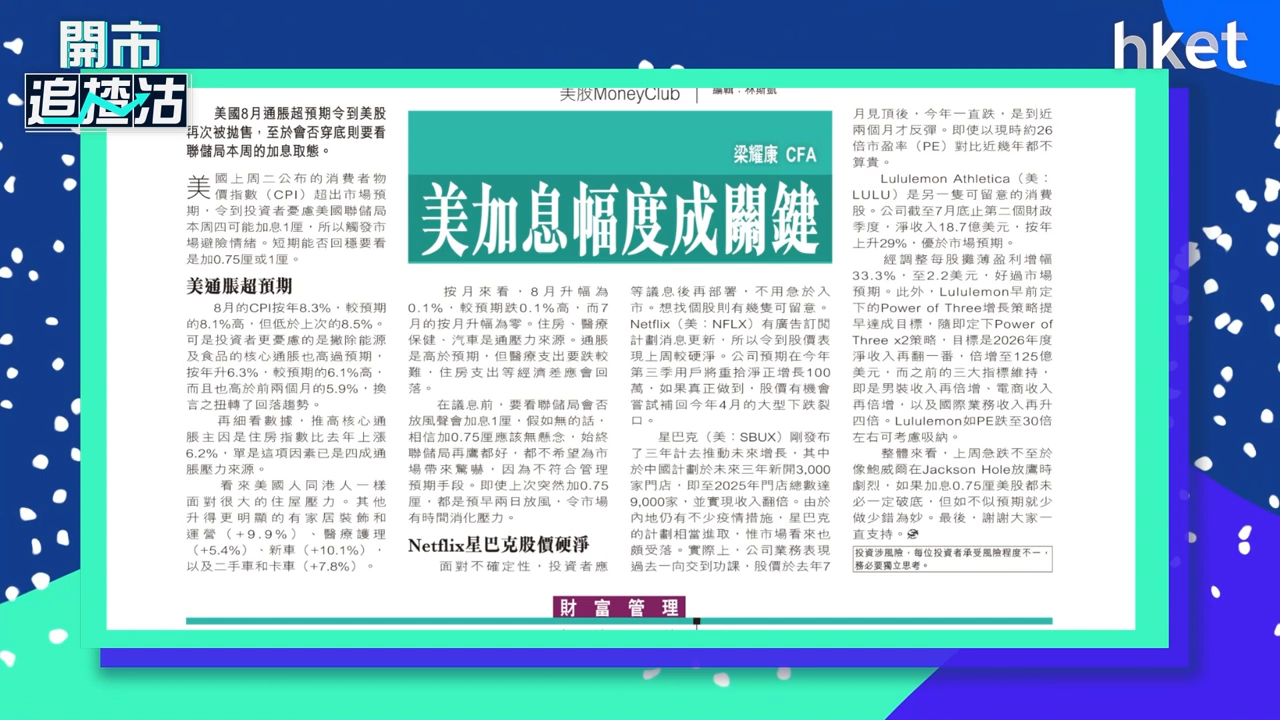 開市
追揸沽
hket
美股MoneyClub
編輯：林斯凱
美國8月通脹超預期令到美股
再次被拋售，至於會否穿底則要看
聯儲局本周的加息取態。
美國上周二公布的消費者物
價指數（CPI）超出市場預
期，令到投資者憂慮美國聯儲局
本周四可能加息1厘，所以觸發市
場避險情緒。短期能否回穩要看
是加0.75厘或1厘。
美通脹超預期
8月的CPI按年8.3%，較預期
的8.1%高，但低於上次的8.5%。
可是投資者更憂慮的是撇除能源
及食品的核心通脹也高過預期，
按年升6.3%，較預期的6.1%高，
而且也高於前兩個月的5.9%，換
言之扭轉了回落趨勢。
再細看數據，推高核心通
脹主因是住房指數比去年上漲
6.2%，單是這項因素已是四成通
脹壓力來源。
看來美國人同港人一樣
面對很大的住屋壓力。其他
升得更明顯的有家居裝飾和
運營（+9.9%）、醫療護理
（+5.4%）、新車（+10.1%），
以及二手車和卡車（+7.8%）。
梁耀康 CFA
美加息幅度成關鍵
按月來看，8月升幅為
0.1%，較預期跌0.1%高，而7
月的按月升幅為零。住房、醫療
保健、汽車是通壓力來源。通脹
是高於預期，但醫療支出要跌較
難，住房支出等經濟差應會回
落。
在議息前，要看聯儲局會否
放風聲會加息1厘，假如無的話，
相信加0.75厘應該無懸念，始終
聯儲局再鷹都好，都不希望為市
場帶來驚嚇，因為不符合管理
預期手段。即使上次突然加0.75
厘，都是預早兩日放風，令市場
有時間消化壓力。
Netflix星巴克股價硬淨
面對不確定性，投資者應
等議息後再部署，不用急於入
市。想找個股則有幾隻可留意。
Netflix（美：NFLX）有廣告訂閱
計劃消息更新，所以令到股價表
現上周較硬淨。公司預期在今年
第三季用戶將重拾淨正增長100
萬，如果真正做到，股價有機會
嘗試補回今年4月的大型下跌裂
口。
星巴克（美：SBUX）剛發布
了三年計去推動未來增長，其中
於中國計劃於未來三年新開3,000
家門店，即至2025年門店總數達
9,000家，並實現收入翻倍。由於
內地仍有不少疫情措施，星巴克
的計劃相當進取，惟市場看來也
頗受落。實際上，公司業務表現
過去一向交到功課，股價於去年7
月見頂後，今年一直跌，是到近
兩個月才反彈。即使以現時約26
倍市盈率（PE）對比近幾年都不
算貴。
Lululemon Athletica（美：
LULU）是另一隻可留意的消費
股。公司截至7月底止第二個財政
季度，淨收入18.7億美元，按年
上升29%，優於市場預期。
經調整每股攤薄盈利增幅
33.3%，至2.2美元，好過市場
預期。此外，Lululemon早前定
下的Power of Three增長策略提
早達成目標，隨即定下Power of
Three x2策略，目標是2026年度
淨收入再翻一番，倍增至125億
美元，而之前的三大指標維持，
即是男裝收入再倍增、電商收入
再倍增，以及國際業務收入再升
四倍。Lululemon如PE跌至30倍
左右可考慮吸納。
整體來看，上周急跌不至於
像鮑威爾在Jackson Hole放鷹時
劇烈，如果加息0.75厘美股都未
必一定破底，但如不似預期就少
做少錯為妙。最後，謝謝大家一
直支持。
投資涉風險，每位投資者承受風險程度不一，
務必要獨立思考。
財富管理